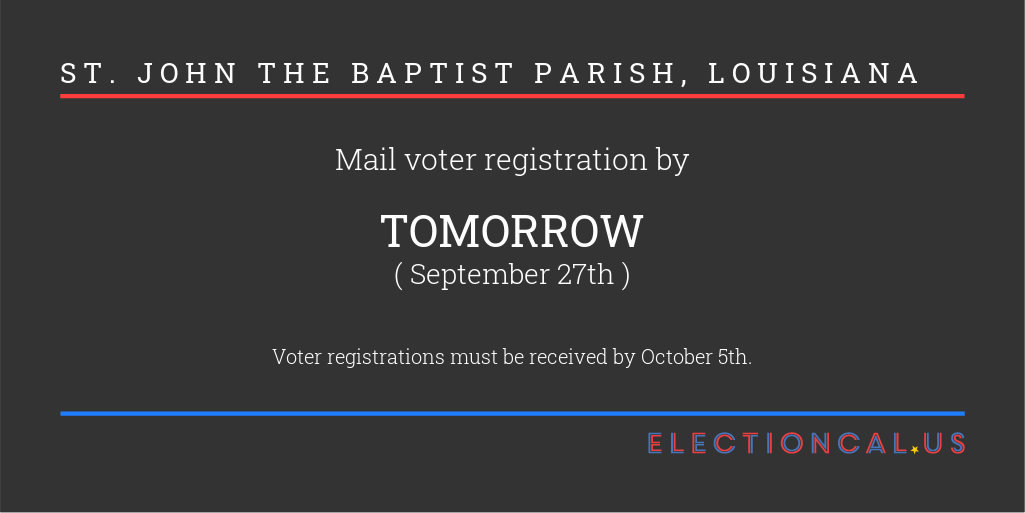 ST. JOHN THE BAPTIST PARISH, LOUISIANA
Mail voter registration by
TOMORROW
( September 27th )
Voter registrations must be received by October 5th.
ELECTIONCAL.US